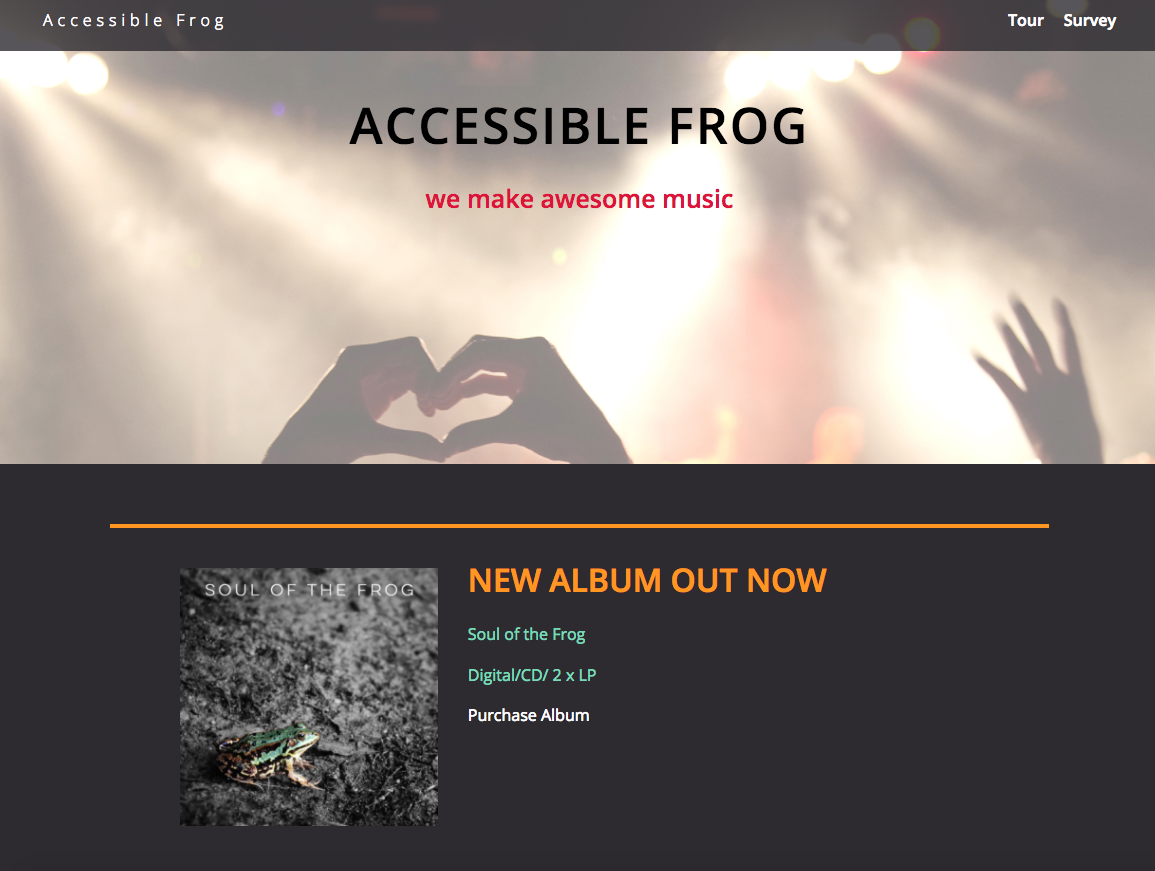 Accessible Frog
Tour Survey
ACCESSIBLE FROG
we make awesome music
SOUL OF THE FROG
NEW ALBUM OUT NOW
Soul of the Frog
Digital/CD/ 2 x LP
Purchase Album